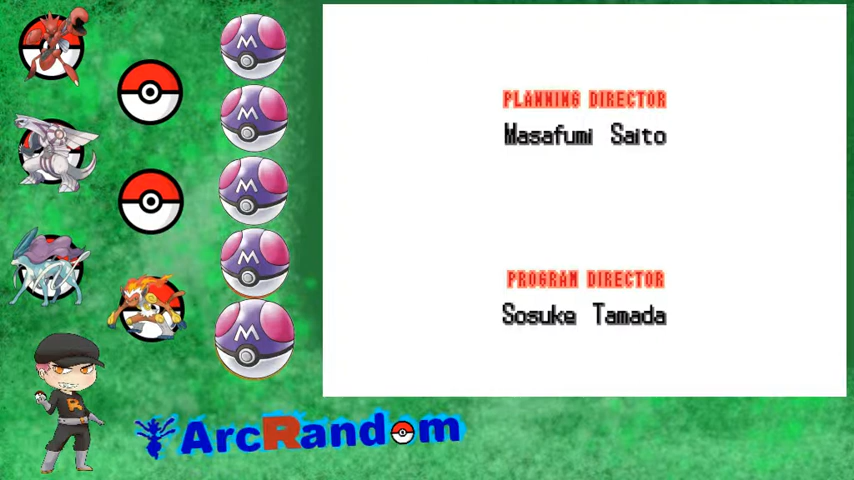 PLANNING DIRECTOR
Masafumi Saito
PROGRAM DIRECTOR
Sosuke Tamada
M
M
M
M
M
R
ArcRandom